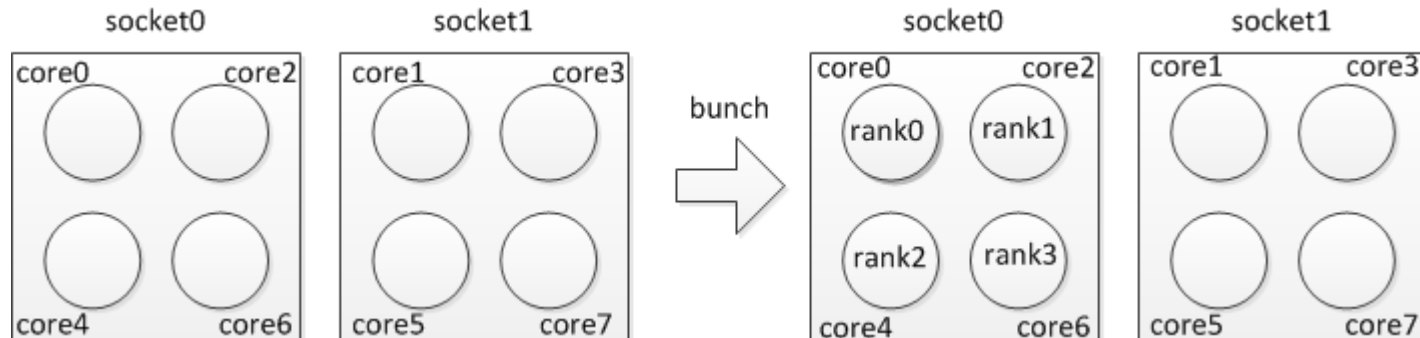 socket0 socket1 socket0 socket1
core0 core2 core1 core3 core0 core2 core1 core3
bunch
rank0 rank1
rank2 rank3
core4 core6 core5 core7 core4 core6 core5 core7